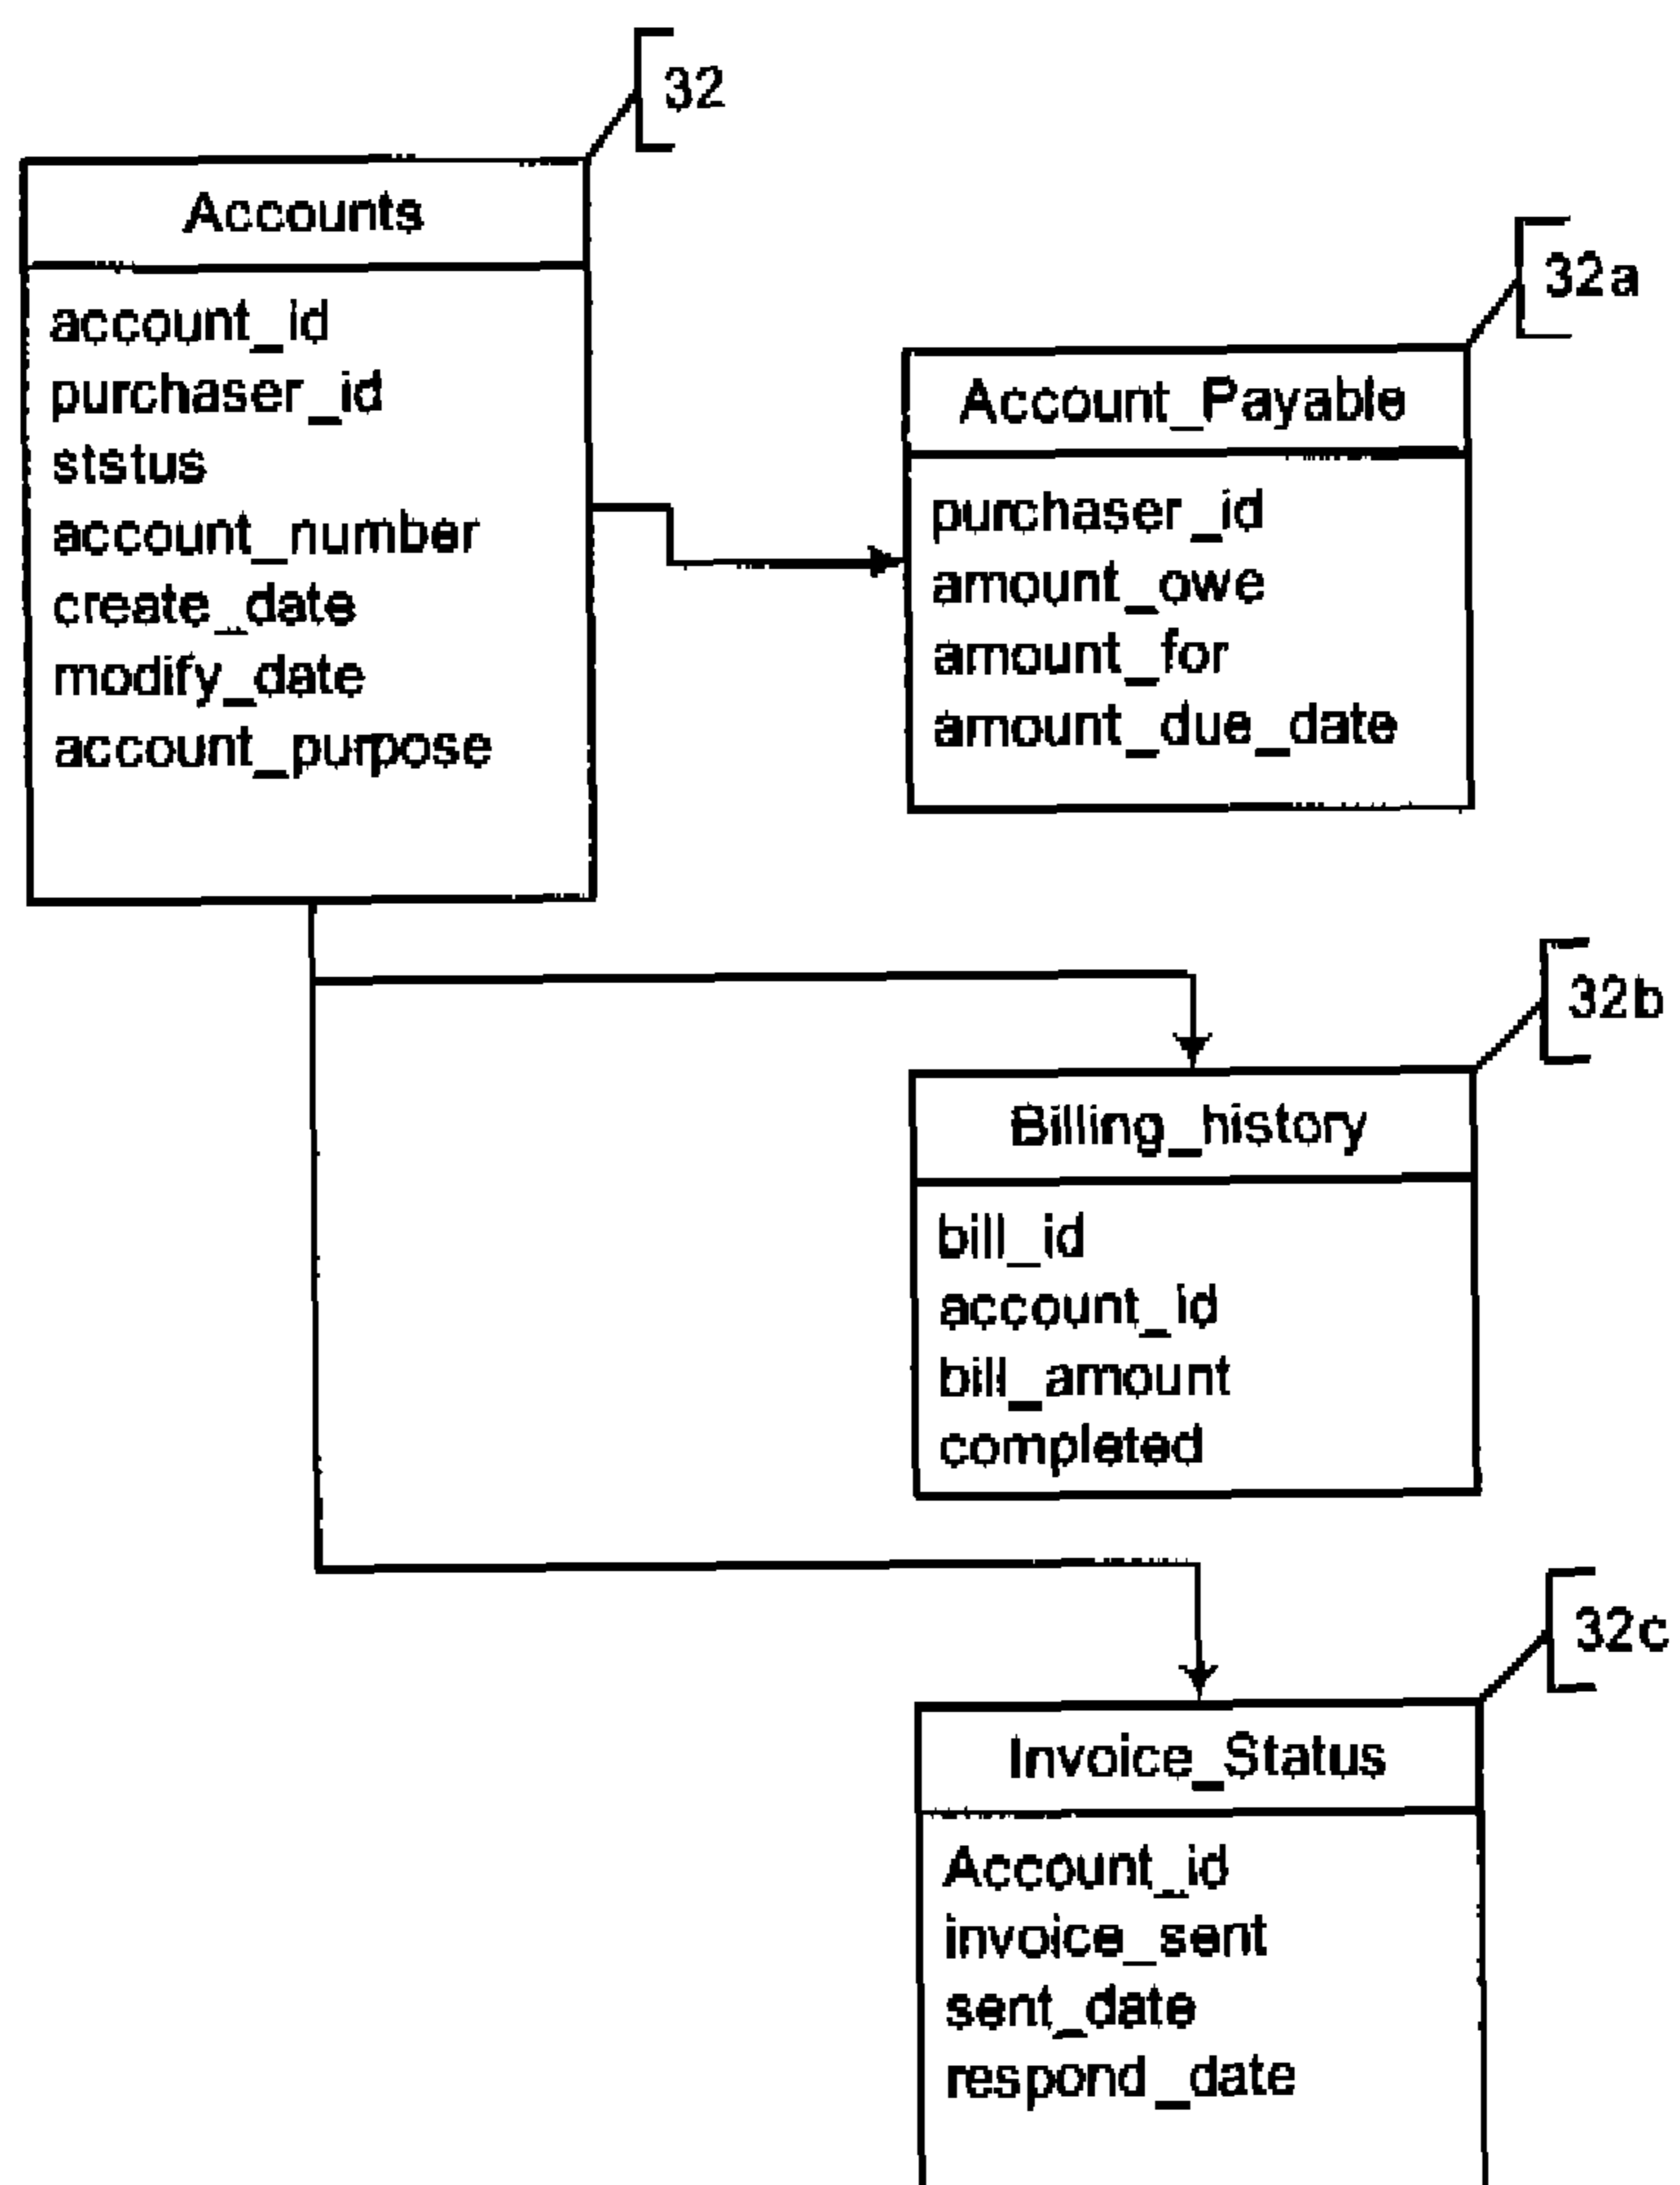 32
Accounts
account_id
purchaser_id
ststus
account_number
create_date
modify_date
account_purpose
32a
Account_Payable
purchaser_id
amount_owe
amount_for
amount_due_date
32b
Billing_history
bill_id
account_id
bill_amount
completed
32c
Invoice_Status
Account_id
invoice_sent
sent_date
respond_date